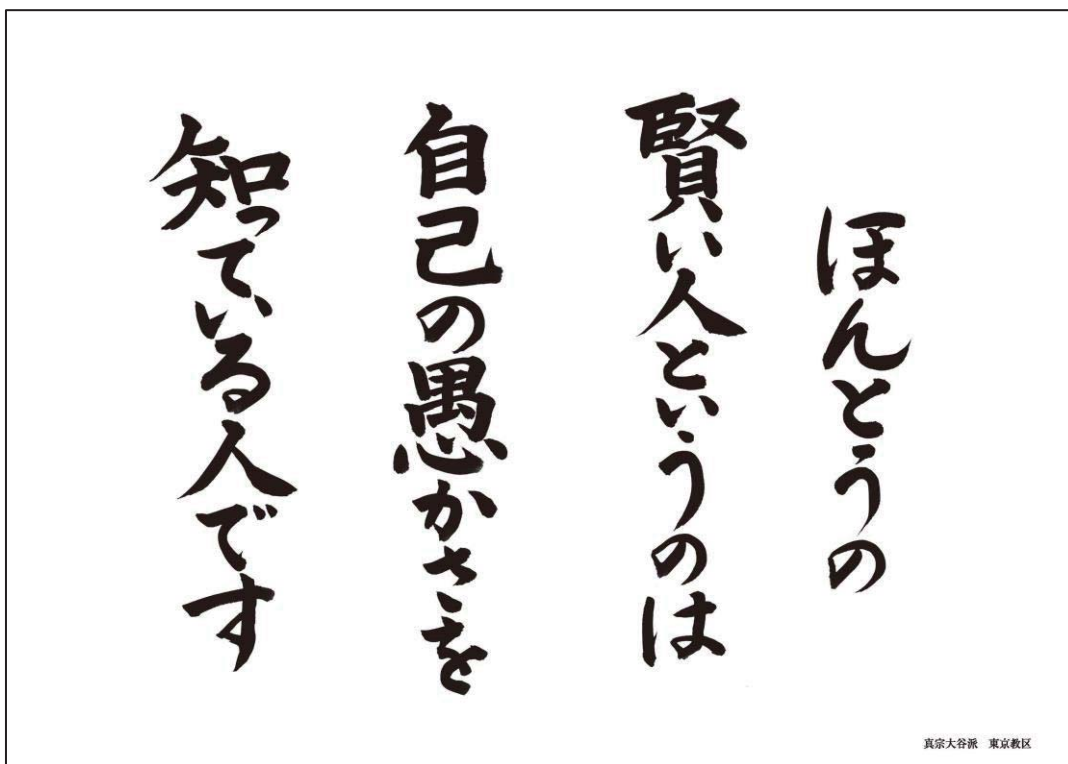 ほんとうの
賢い人というのは
自己の愚かさを
知っている人です
真宗大谷派　東京教区